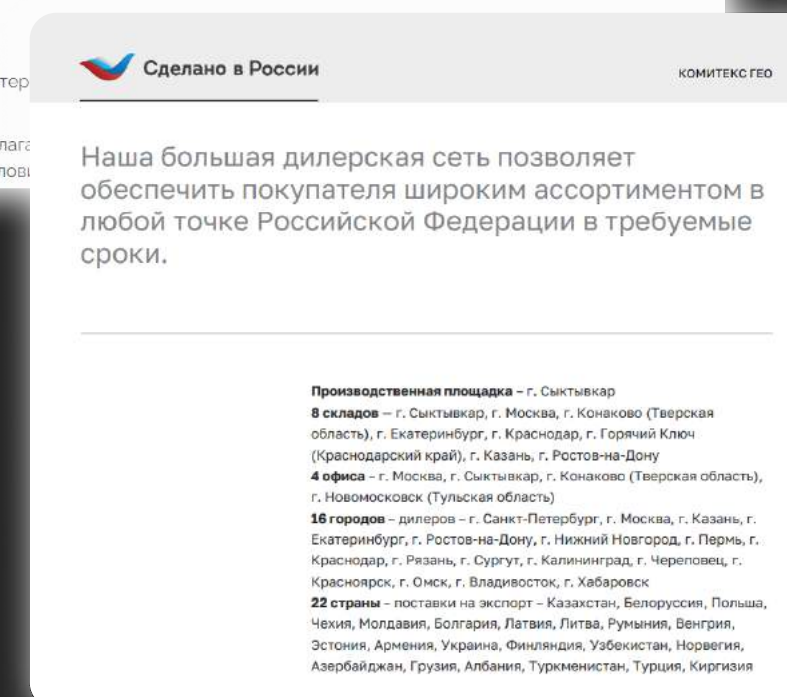 Сделано в России
КОМИТЕКС ГЕО
Наша большая дилерская сеть позволяет
обеспечить покупателя широким ассортиментом в
любой точке Российской Федерации в требуемые
сроки.
Производственная площадка – г. Сыктывкар
8 складов – г. Сыктывкар, г. Москва, г. Конаково (Тверская
область), г. Екатеринбург, г. Краснодар, г. Горячий Ключ
(Краснодарский край), г. Казань, г. Ростов-на-Дону
4 офиса – г. Москва, г. Сыктывкар, г. Конаково (Тверская область),
г. Новомосковск (Тульская область)
16 городов – дилеров – г. Санкт-Петербург, г. Москва, г. Казань, г.
Екатеринбург, г. Ростов-на-Дону, г. Нижний Новгород, г. Пермь, г.
Краснодар, г. Рязань, г. Сургут, г. Калининград, г. Череповец, г.
Красноярск, г. Омск, г. Владивосток, г. Хабаровск
22 страны – поставки на экспорт – Казахстан, Белоруссия, Польша,
Чехия, Молдавия, Болгария, Латвия, Литва, Румыния, Венгрия,
Эстония, Армения, Украина, Финляндия, Узбекистан, Норвегия,
Азербайджан, Грузия, Албания, Туркменистан, Турция, Киргизия